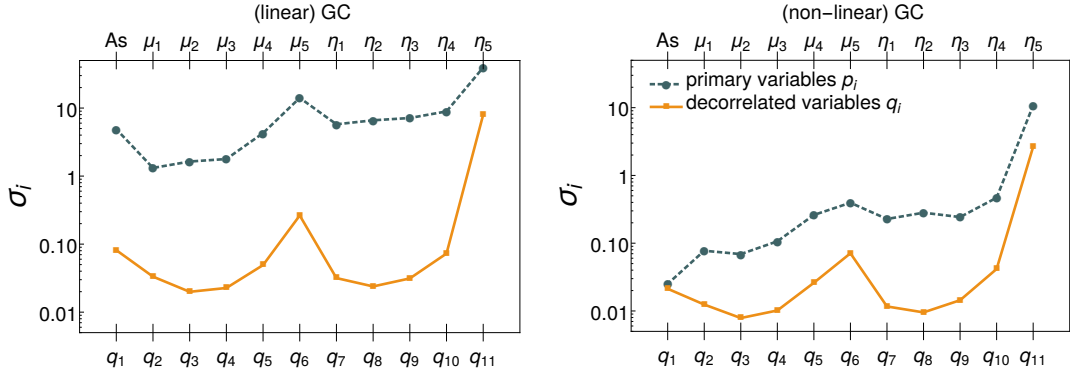 (linear) GC
As μ1 μ2 μ3 μ4 μ5 η1 η2 η3 η4 η5
10
1
0.10
0.01
σi
q1 q2 q3 q4 q5 q6 q7 q8 q9 q10 q11
(non-linear) GC
As μ1 μ2 μ3 μ4 μ5 η1 η2 η3 η4 η5
primary variables pi
decorrelated variables qi
10
1
0.10
0.01
σi
q1 q2 q3 q4 q5 q6 q7 q8 q9 q10 q11